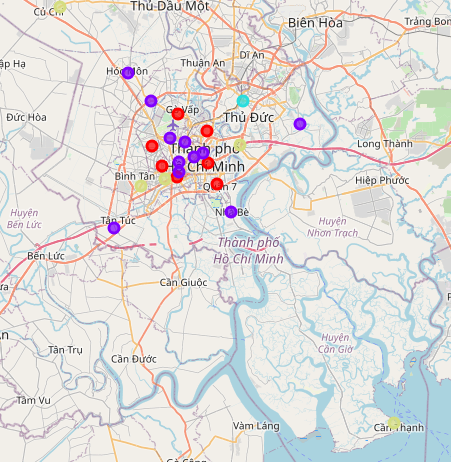 Thủ Dầu Một
Củ Chi
Biên Hòa
Trảng Bom
Dĩ An
Thuận An
Hóc Môn
Gò Vấp
Thủ Đức
Đức Hòa
Thành phố
Hồ Chí Minh
Long Thành
Bình Tân
Quận 7
Hiệp Phước
Huyện
Bến Lức
Tân Túc
Nhà Bè
Huyện
Nhơn Trạch
Thành phố
Hồ Chí Minh
Bến Lức
Cần Giuộc
Huyện
Cần Giờ
Tân Trụ
Cần Đước
Tầm Vu
Vàm Láng
Cần Thạnh